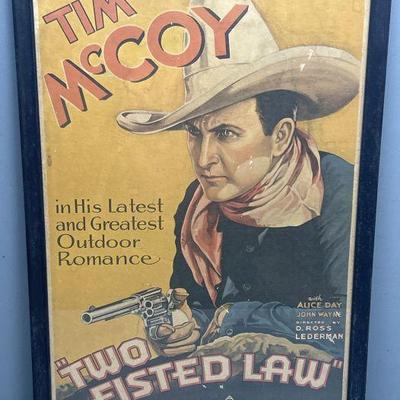 TIM
McCOY
in His Latest
and Greatest
Outdoor
Romance
with
ALICE DAY
JOHN WAYNE
DIRECTED BY
D. ROSS
LEDERMAN
"TWO
FISTED LAW"